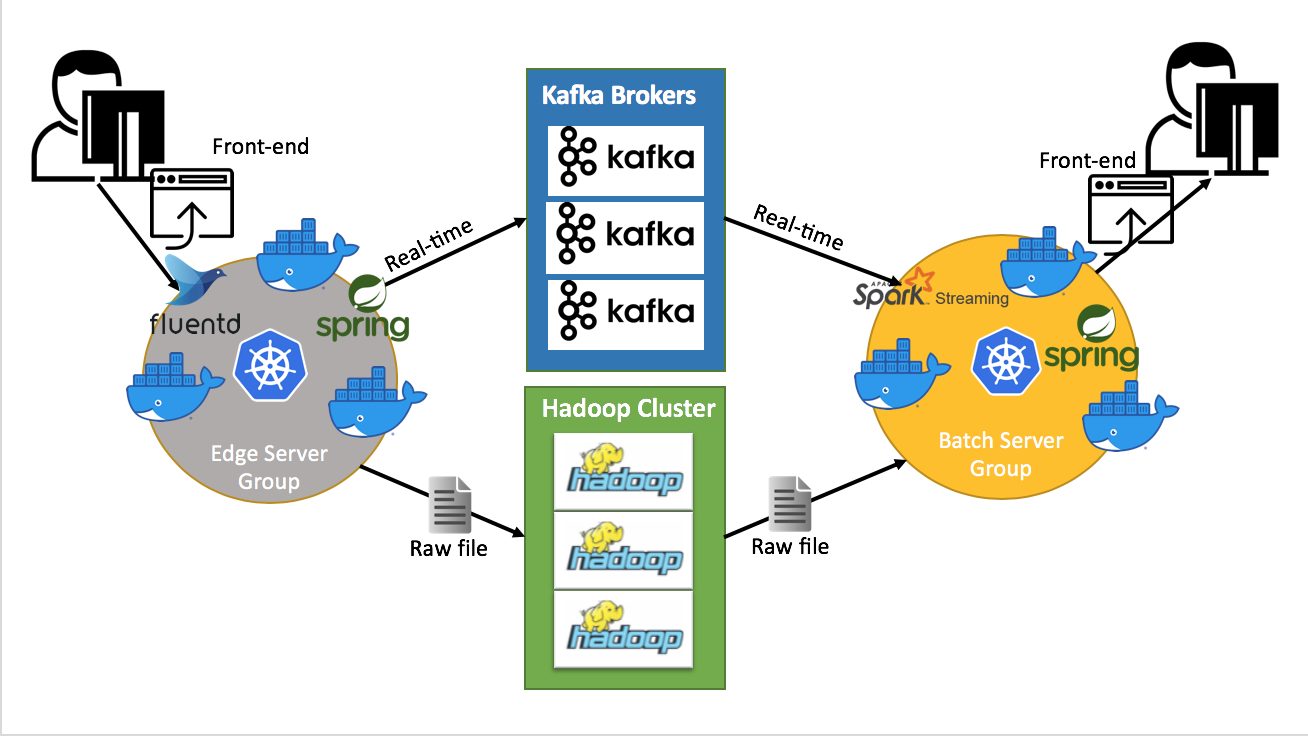 Front-end
fluentd
spring
Edge Server
Group
Real-time
Raw file
Kafka Brokers
kafka
kafka
kafka
Hadoop Cluster
hadoop
hadoop
hadoop
Real-time
Raw file
Front-end
Spark Streaming
spring
Batch Server
Group